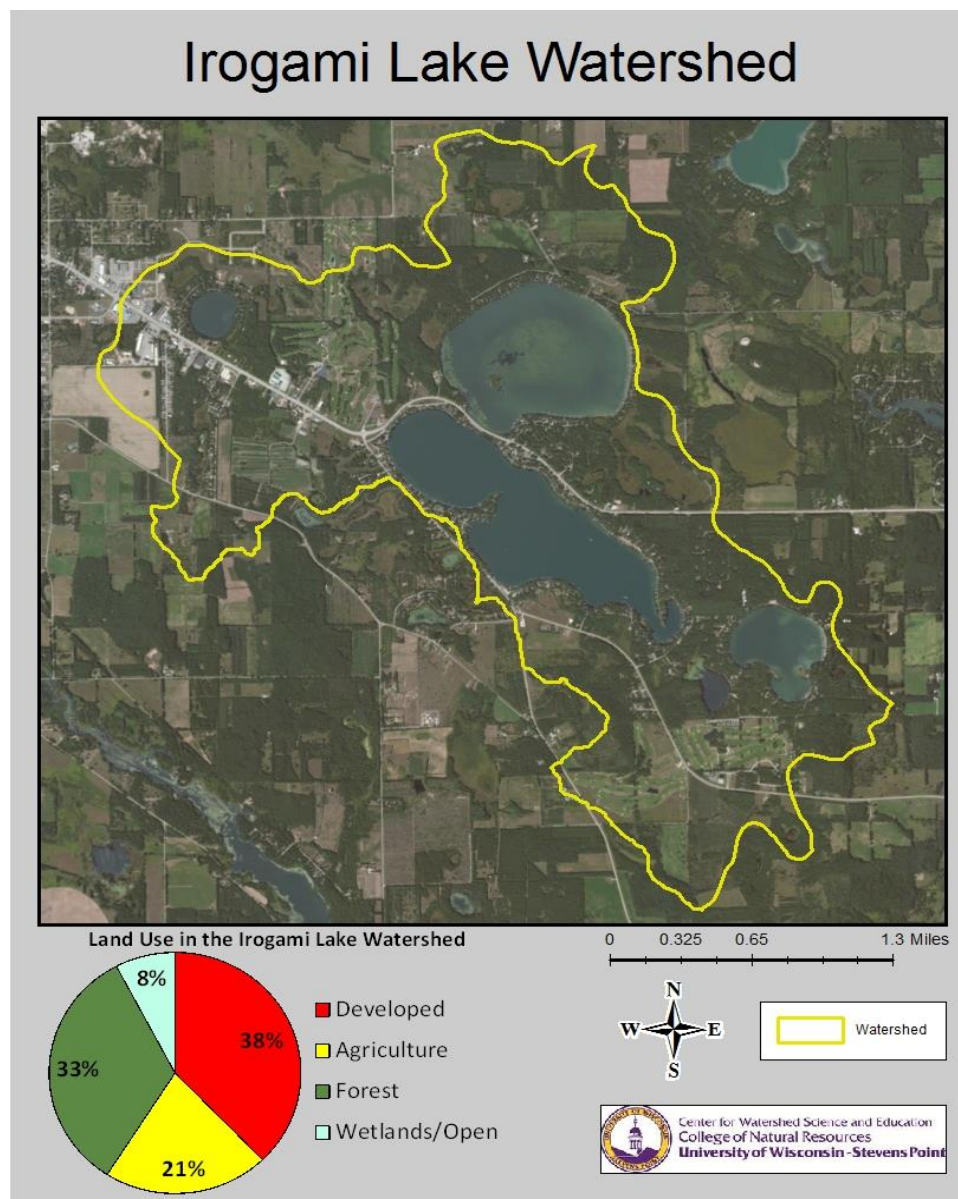 Irogami Lake Watershed
Land Use in the Irogami Lake Watershed
8%
38%
33%
21%
Developed
Agriculture
Forest
Wetlands/Open
0 0.325 0.65 1.3 Miles
N
W E
S
Watershed
Center for Watershed Science and Education
College of Natural Resources
University of Wisconsin-Stevens Point
STEVENS POINT